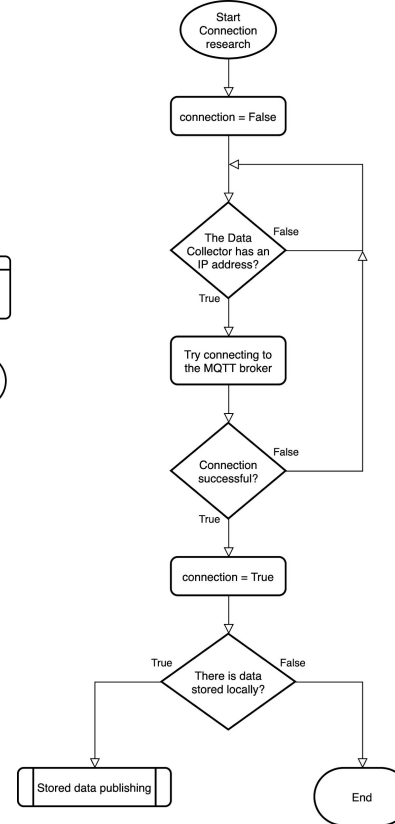 Start
Connection
research
connection = False
The Data
Collector has an
IP address?
False
True
Try connecting to
the MQTT broker
Connection
successful?
False
True
connection = True
There is data
stored locally?
True
False
Stored data publishing
End